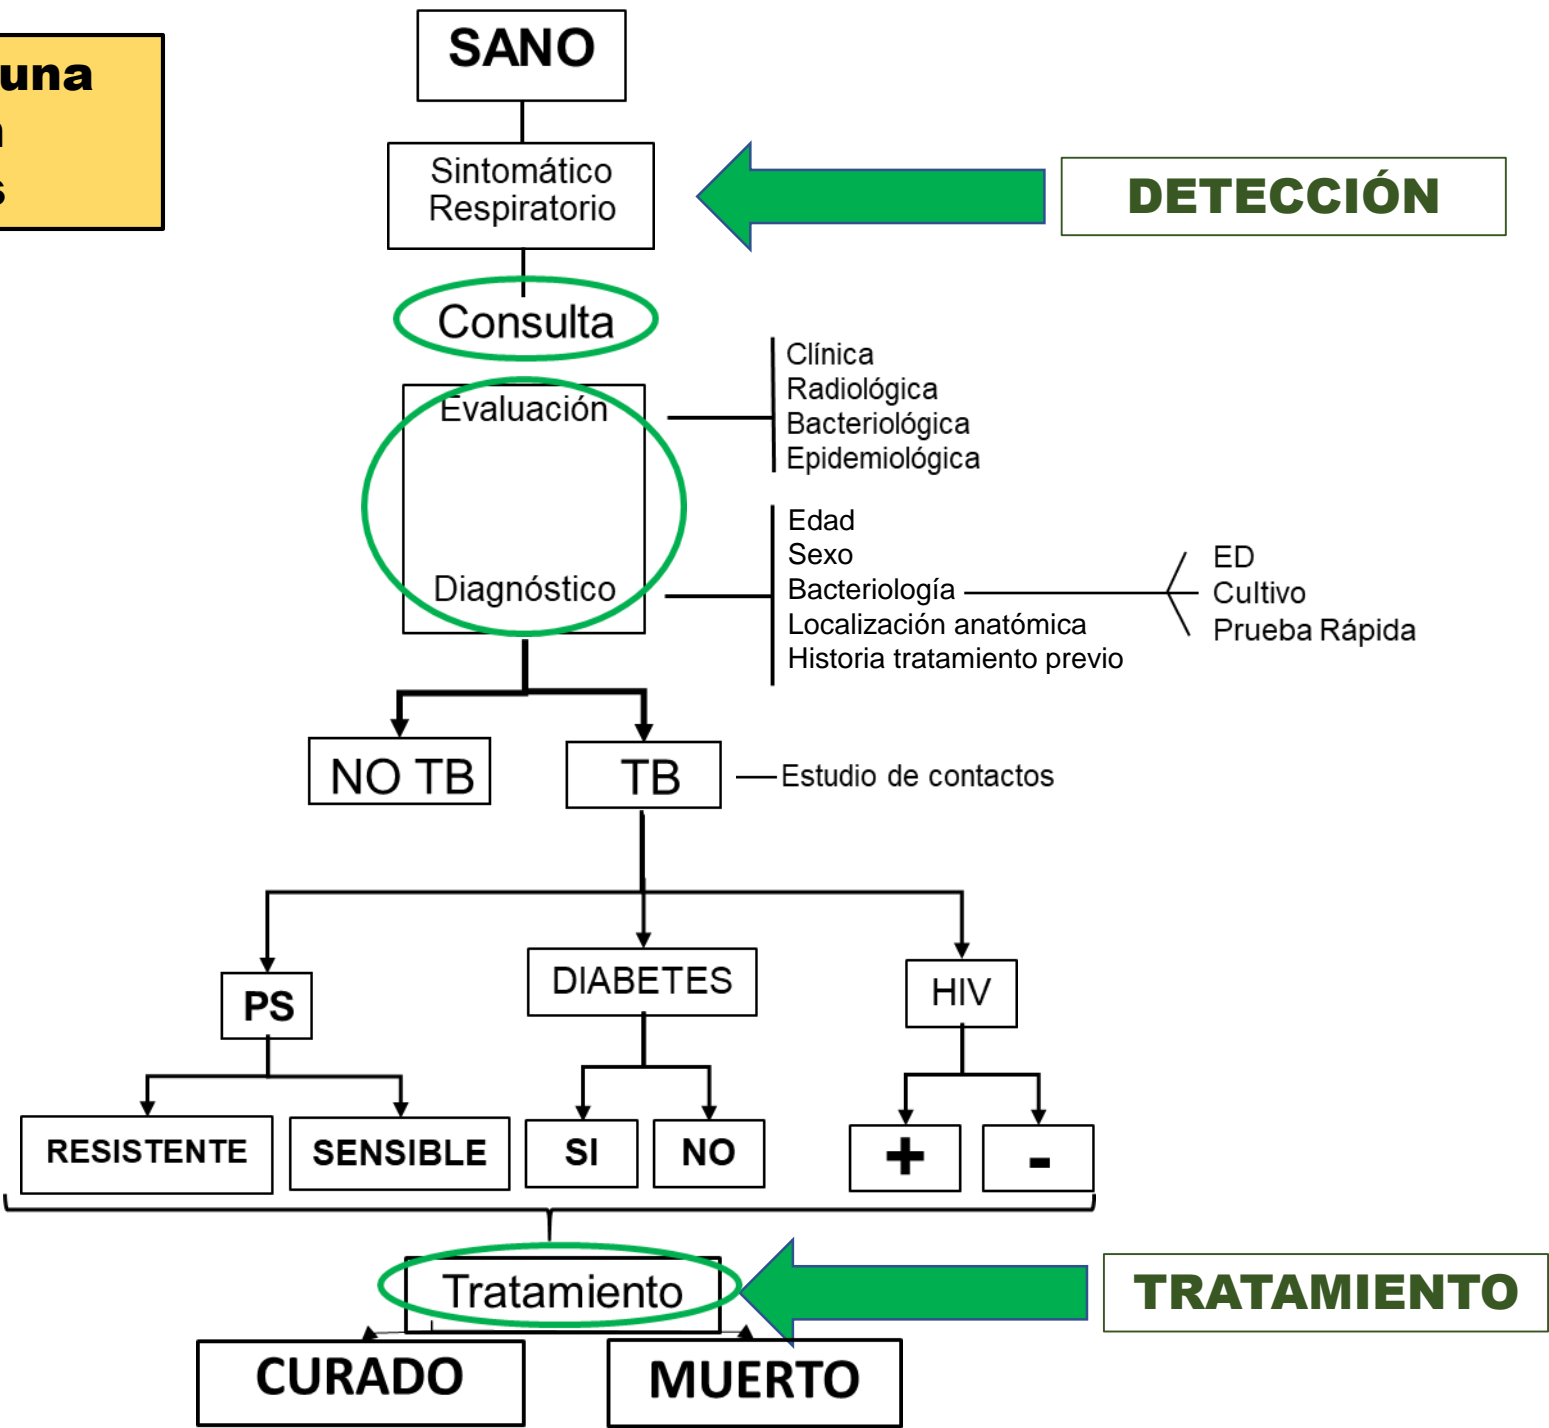 una
SANO
Sintomático
Respiratorio
DETECCIÓN
Consulta
Evaluación
Clínica
Radiológica
Bacteriológica
Epidemiológica
Diagnóstico
Edad
Sexo
Bacteriología
Localización anatómica
Historia tratamiento previo
ED
Cultivo
Prueba Rápida
NO TB
TB
Estudio de contactos
PS
DIABETES
HIV
RESISTENTE
SENSIBLE
SI
NO
+
-
Tratamiento
TRATAMIENTO
CURADO
MUERTO